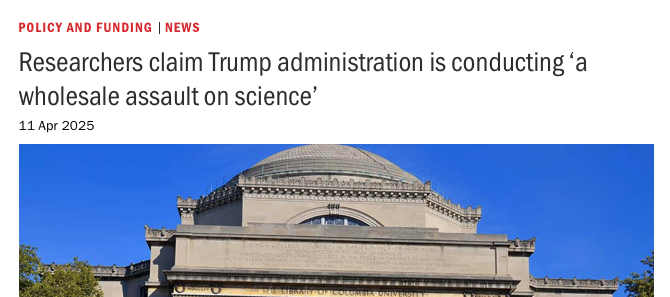 POLICY AND FUNDING | NEWS
Researchers claim Trump administration is conducting ‘a
wholesale assault on science’
11 Apr 2025
LIBRARY OF COLUMBIA UNIVERSITY